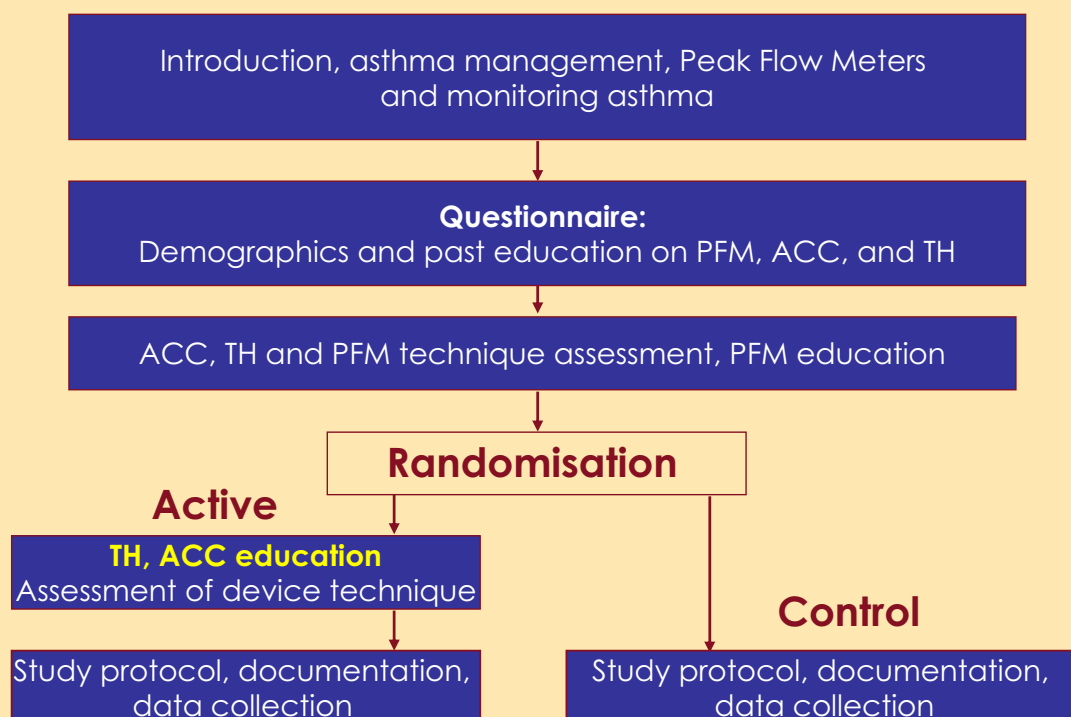 Introduction, asthma management, Peak Flow Meters
and monitoring asthma
Questionnaire:
Demographics and past education on PFM, ACC, and TH
ACC, TH and PFM technique assessment, PFM education
Randomisation
Active
TH, ACC education
Assessment of device technique
Control
Study protocol, documentation,
data collection
Study protocol, documentation,
data collection